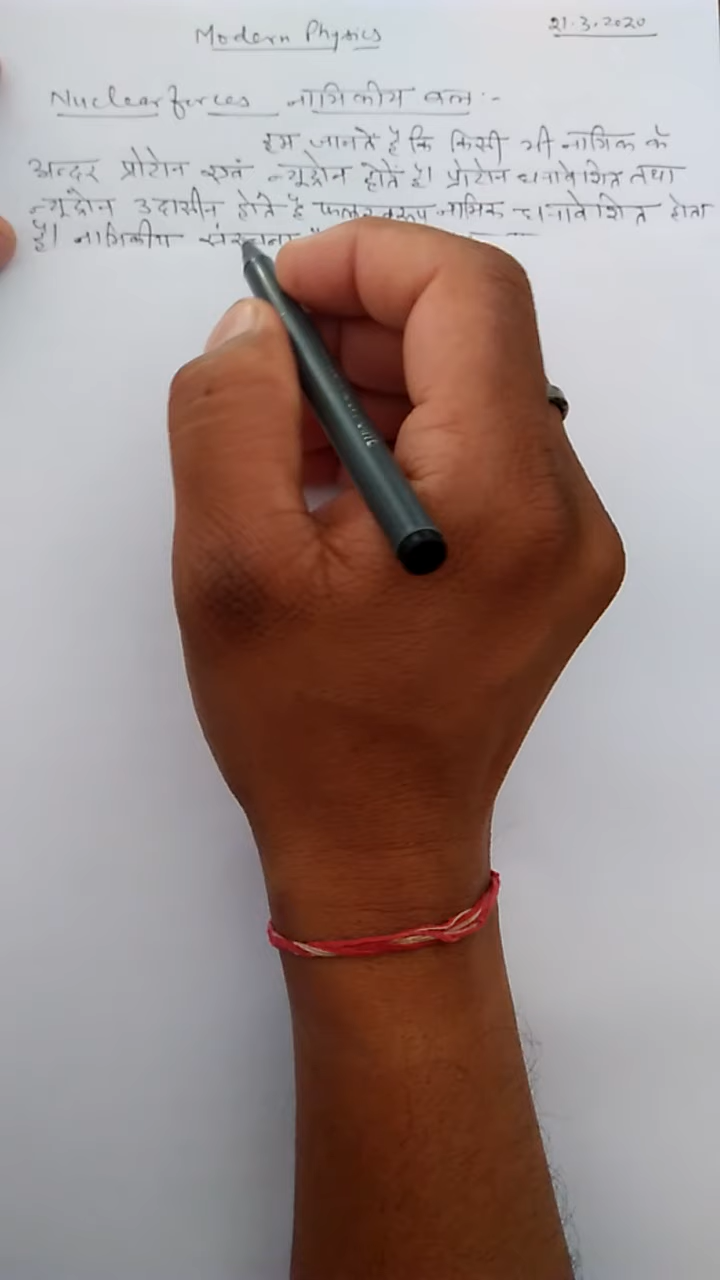 Modern Physics
21.3.2020
Nuclear forces नाभिकीय बल :-
हम जानते है कि किसी भी नाभिक के
अन्दर प्रोटोन एवं न्यूट्रोन होते है। प्रोटोन धनावेशित तथा
न्यूट्रोन उदासीन होते है फलस्वरूप नाभिक धनावेशित होता
है। नाभिकीय संरचना